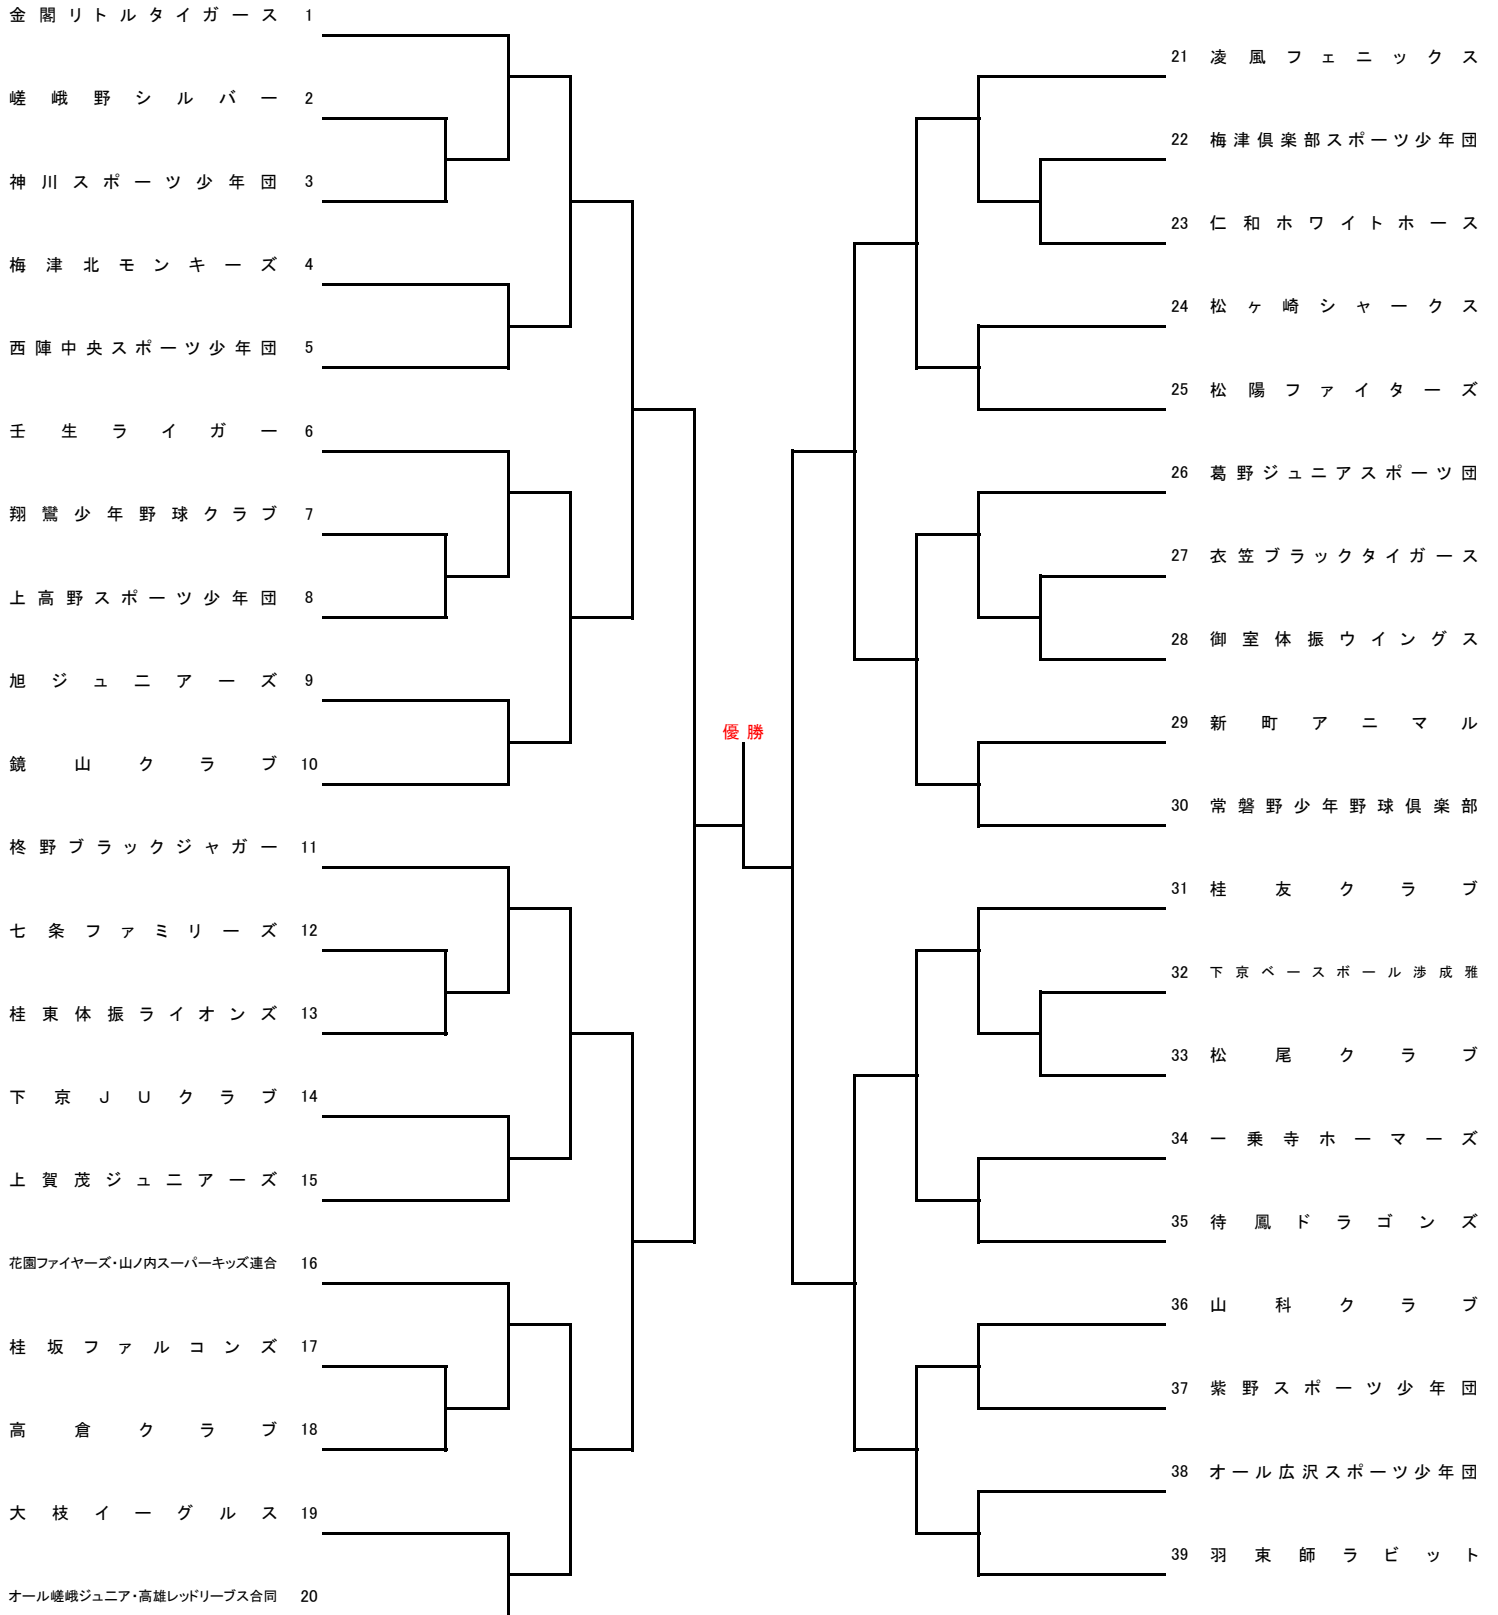 金閣リトルタイガース 1
嵯峨野シルバー 2
神川スポーツ少年団 3
梅津北モンキーズ 4
西陣中央スポーツ少年団 5
壬生ライガー 6
翔鸞少年野球クラブ 7
上高野スポーツ少年団 8
旭ジュニアーズ 9
鏡山クラブ 10
柊野ブラックジャガー 11
七条ファミリーズ 12
桂東体振ライオンズ 13
下京JUクラブ 14
上賀茂ジュニアーズ 15
花園ファイヤーズ・山ノ内スーパーキッズ連合 16
桂坂ファルコンズ 17
高倉クラブ 18
大枝イーグルス 19
オール嵯峨ジュニア・高雄レッドリーブス合同 20
優勝
21 凌風フェニックス
22 梅津倶楽部スポーツ少年団
23 仁和ホワイトホース
24 松ヶ崎シャークス
25 松陽ファイターズ
26 葛野ジュニアスポーツ団
27 衣笠ブラックタイガース
28 御室体振ウイングス
29 新町アニマル
30 常磐野少年野球倶楽部
31 桂友クラブ
32 下京ベースボール渉成雅
33 松尾クラブ
34 一乗寺ホーマーズ
35 待鳳ドラゴンズ
36 山科クラブ
37 紫野スポーツ少年団
38 オール広沢スポーツ少年団
39 羽束師ラビット